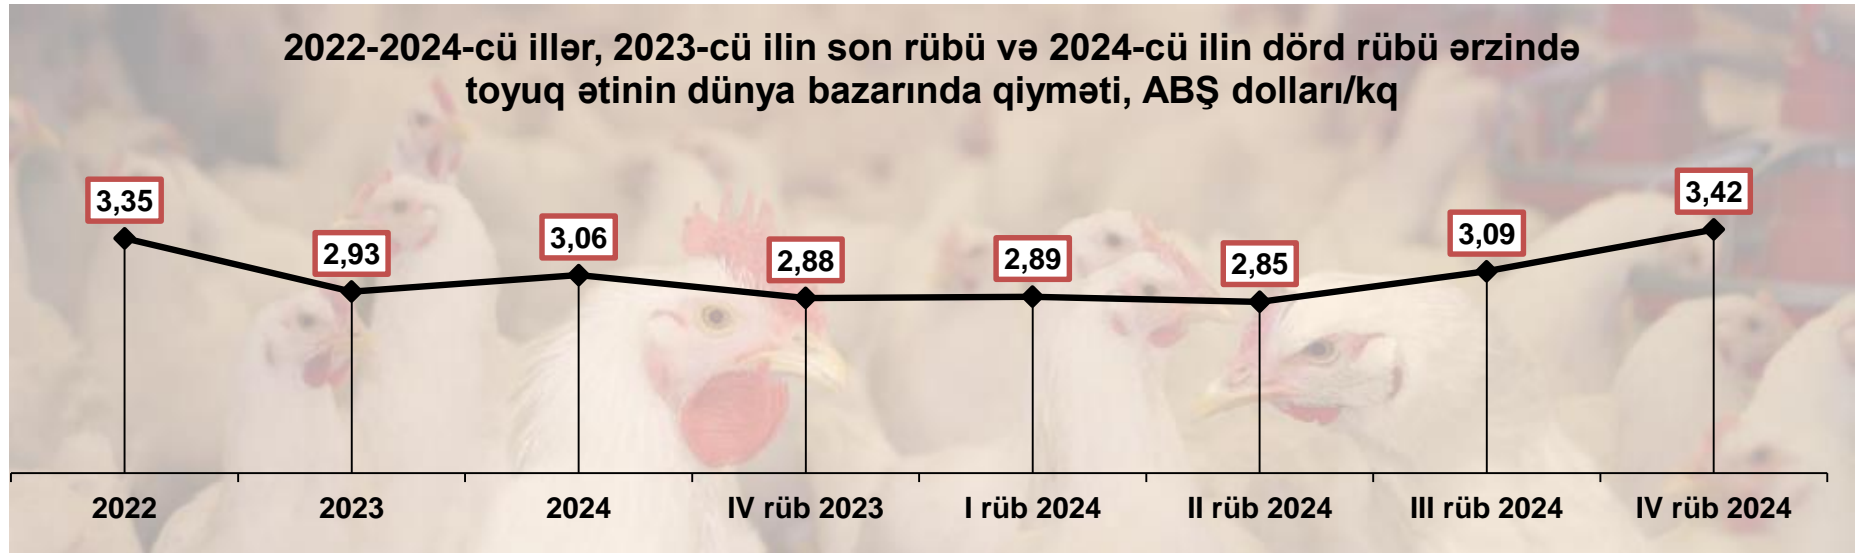 2022-2024-cü illər, 2023-cü ilin son rübü və 2024-cü ilin dörd rübü ərzində
toyuq ətinin dünya bazarında qiyməti, ABŞ dolları/kq
3,35
2,93
3,06
2,88
2,89
2,85
3,09
3,42
2022
2023
2024
IV rüb 2023
I rüb 2024
II rüb 2024
III rüb 2024
IV rüb 2024